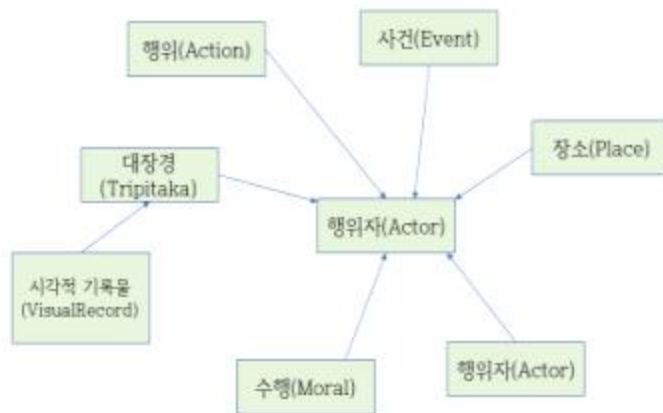 사건(Event)
행위(Action)
장소(Place)
대장경
(Tripitaka)
행위자(Actor)
시각적 기록물
(VisualRecord)
행위자(Actor)
수행(Moral)